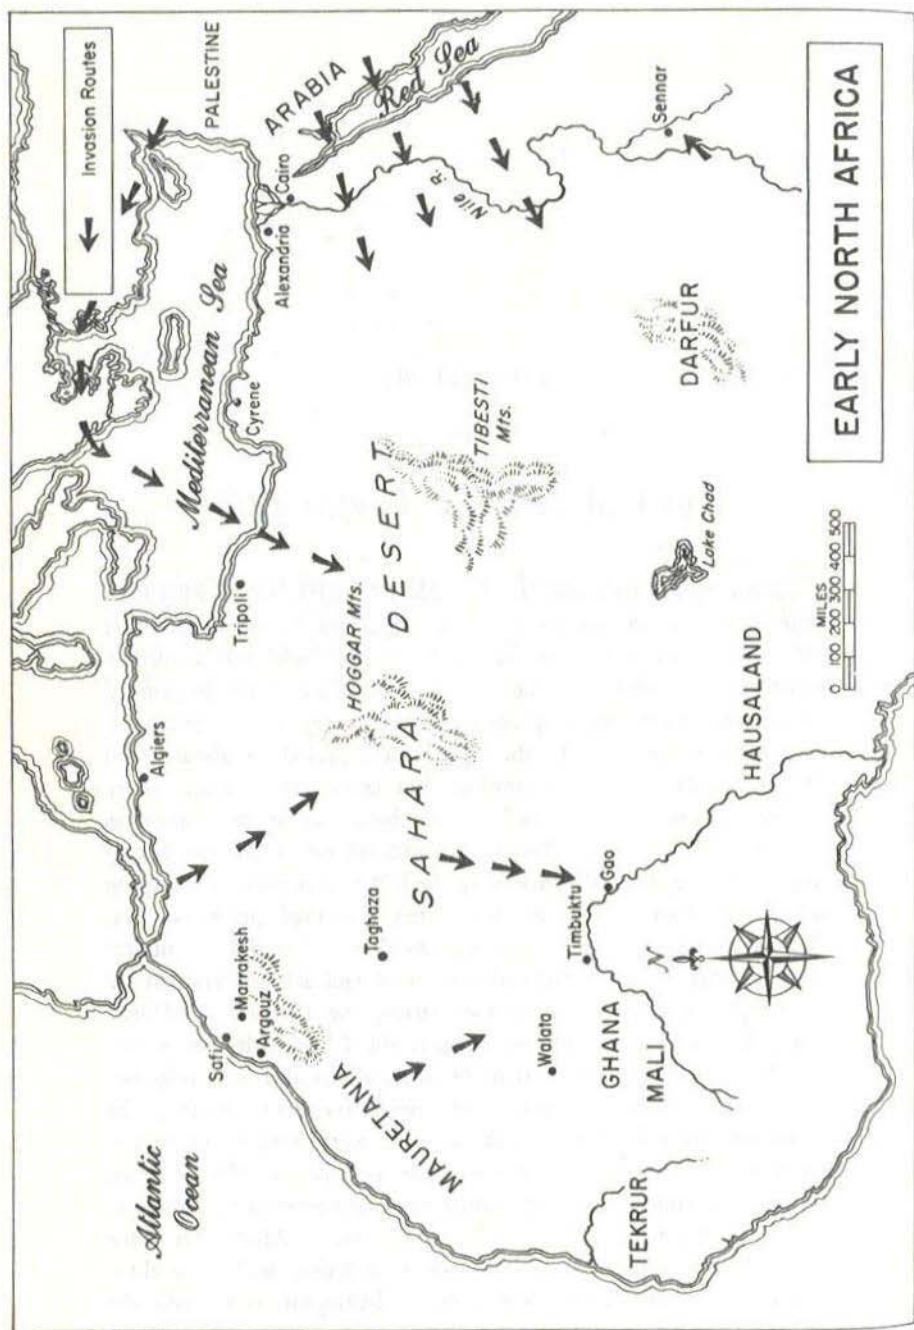 Invasion Routes
PALESTINE
ARABIA
Red Sea
Atlantic
Ocean
Mediterranean Sea
Algiers
Tripoli
Cyrene
Alexandria
Cairo
Safi
Marrakesh
Argouz
MAURETANIA
Taghaza
HOGGAR Mts.
SAHARA DESERT
TIBESTI
Mts.
Nile R.
Sennar
DARFUR
Walata
Timbuktu
Gao
GHANA
MALI
TEKRUR
HAUSALAND
Lake Chad
N
MILES
0 100 200 300 400 500
EARLY NORTH AFRICA